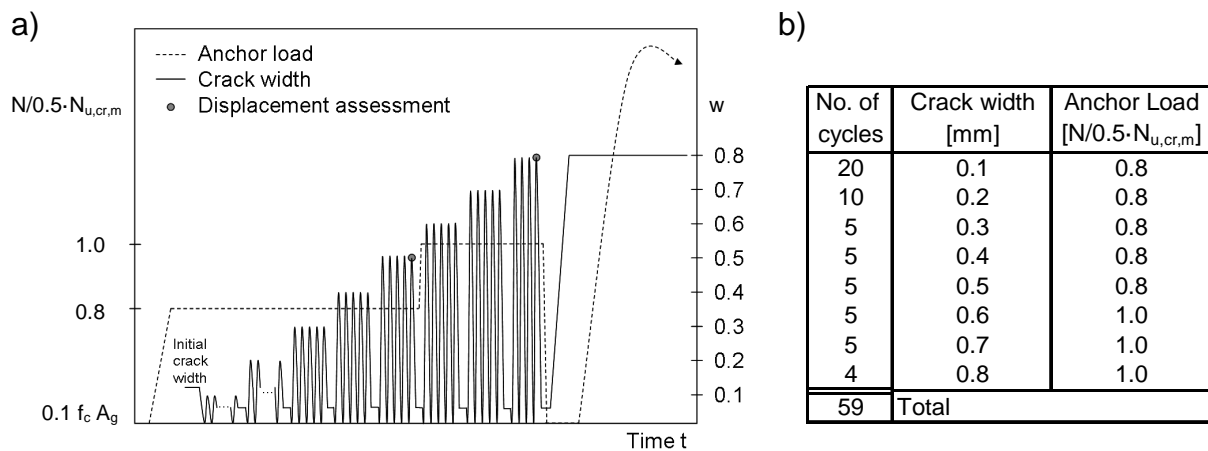 a)
Anchor load
Crack width
Displacement assessment
N/0.5·N_{u,cr,m}
w
0.8
0.7
0.6
0.5
0.4
0.3
0.2
0.1
1.0
0.8
Initial
crack
width
0.1 f_c A_g
Time t
b)
No. of cycles Crack width [mm] Anchor Load [N/0.5·N_{u,cr,m}]
20 0.1 0.8
10 0.2 0.8
5 0.3 0.8
5 0.4 0.8
5 0.5 0.8
5 0.6 1.0
5 0.7 1.0
4 0.8 1.0
59 Total